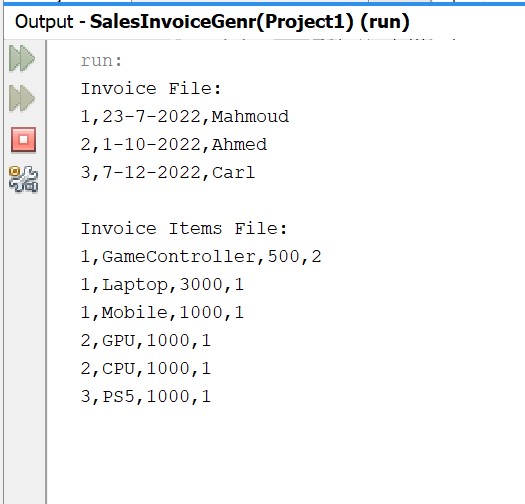 Output - SalesInvoiceGenr(Project1) (run)
run:
Invoice File:
1,23-7-2022,Mahmoud
2,1-10-2022,Ahmed
3,7-12-2022,Carl
Invoice Items File:
1,GameController,500,2
1,Laptop,3000,1
1,Mobile,1000,1
2,GPU,1000,1
2,CPU,1000,1
3,PS5,1000,1